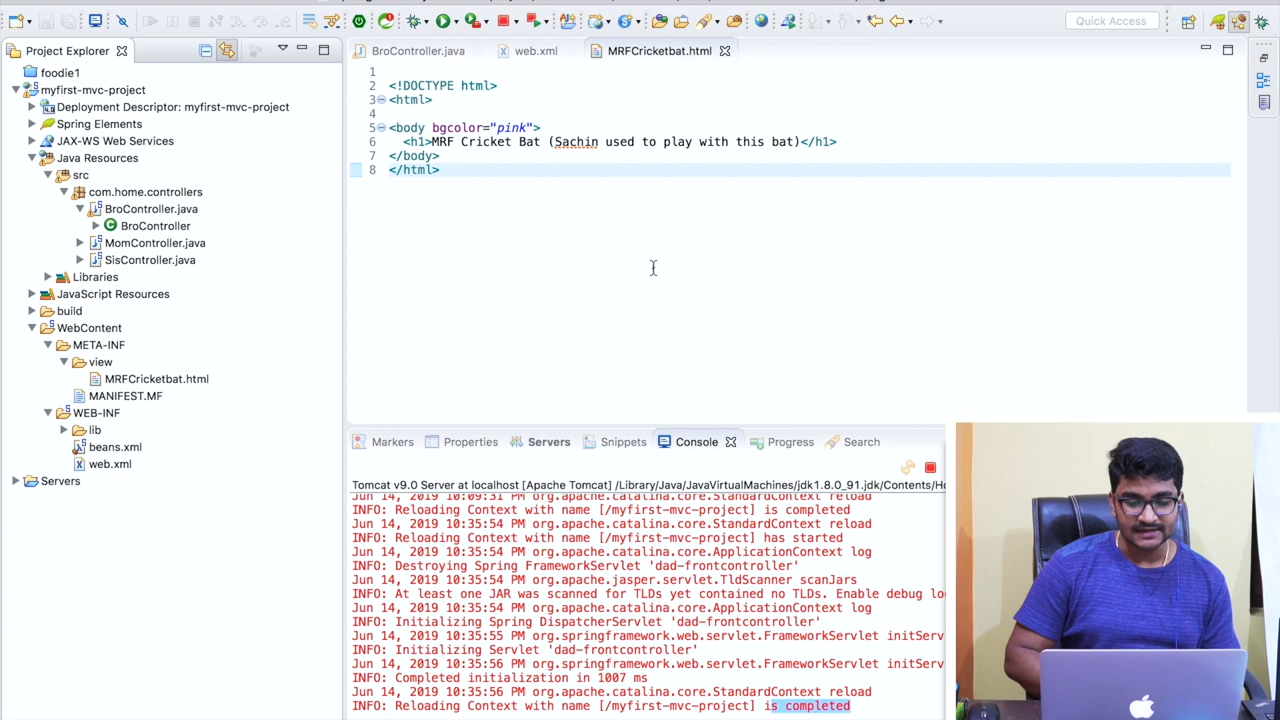 Quick Access
Project Explorer
foodie1
myfirst-mvc-project
Deployment Descriptor: myfirst-mvc-project
Spring Elements
JAX-WS Web Services
Java Resources
src
com.home.controllers
BroController.java
BroController
MomController.java
SisController.java
Libraries
JavaScript Resources
build
WebContent
META-INF
view
MRFCricketbat.html
MANIFEST.MF
WEB-INF
lib
beans.xml
web.xml
Servers
BroController.java web.xml MRFCricketbat.html
1
2 <!DOCTYPE html>
3 <html>
4
5 <body bgcolor="pink">
6 <h1>MRF Cricket Bat (Sachin used to play with this bat)</h1>
7 </body>
8 </html>
Markers Properties Servers Snippets Console Progress Search
Tomcat v9.0 Server at localhost [Apache Tomcat] /Library/Java/JavaVirtualMachines/jdk1.8.0_91.jdk/Contents/Ho
Jun 14, 2019 10:09:31 PM org.apache.catalina.core.StandardContext reload
INFO: Reloading Context with name [/myfirst-mvc-project] is completed
Jun 14, 2019 10:35:54 PM org.apache.catalina.core.StandardContext reload
INFO: Reloading Context with name [/myfirst-mvc-project] has started
Jun 14, 2019 10:35:54 PM org.apache.catalina.core.ApplicationContext log
INFO: Destroying Spring FrameworkServlet 'dad-frontcontroller'
Jun 14, 2019 10:35:54 PM org.apache.jasper.servlet.TldScanner scanJars
INFO: At least one JAR was scanned for TLDs yet contained no TLDs. Enable debug lo
Jun 14, 2019 10:35:54 PM org.apache.catalina.core.ApplicationContext log
INFO: Initializing Spring DispatcherServlet 'dad-frontcontroller'
Jun 14, 2019 10:35:55 PM org.springframework.web.servlet.FrameworkServlet initServ
INFO: Initializing Servlet 'dad-frontcontroller'
Jun 14, 2019 10:35:56 PM org.springframework.web.servlet.FrameworkServlet initServ
INFO: Completed initialization in 1007 ms
Jun 14, 2019 10:35:56 PM org.apache.catalina.core.StandardContext reload
INFO: Reloading Context with name [/myfirst-mvc-project] is completed